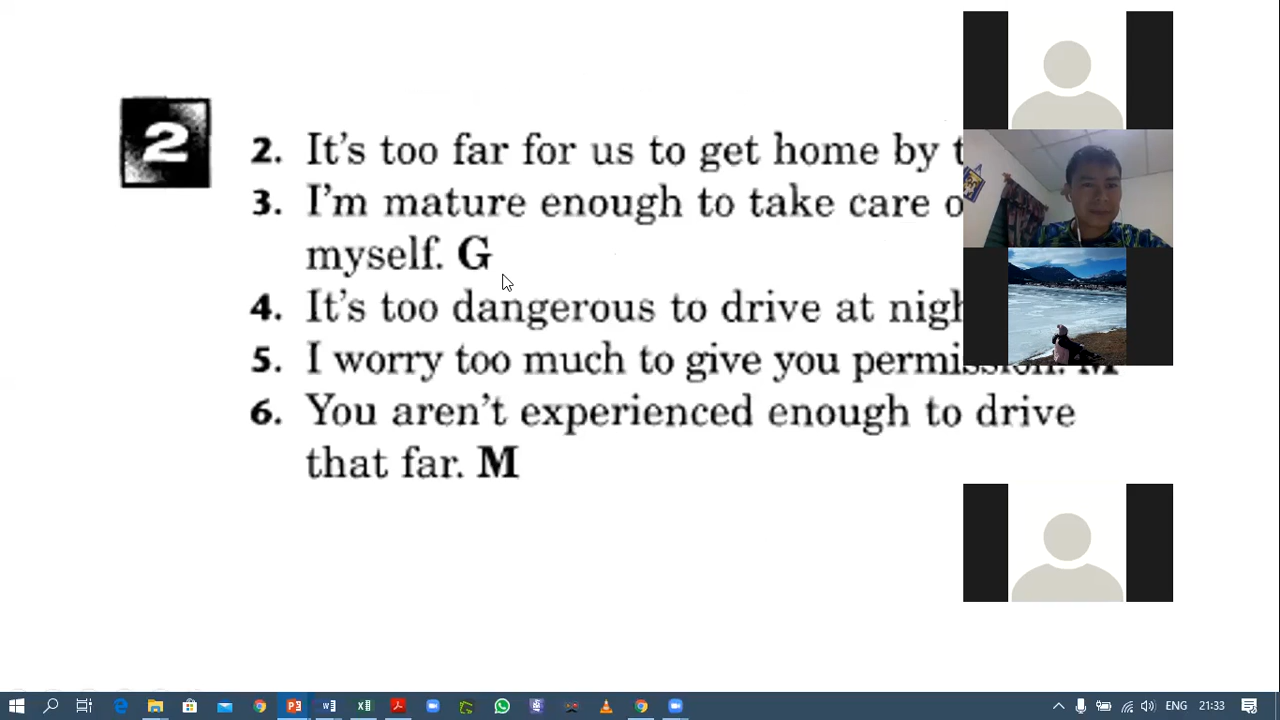 2
2. It's too far for us to get home by
3. I'm mature enough to take care
myself. G
4. It's too dangerous to drive at
5. I worry too much to give you permission. M
6. You aren't experienced enough to drive
that far. M
ENG 21:33